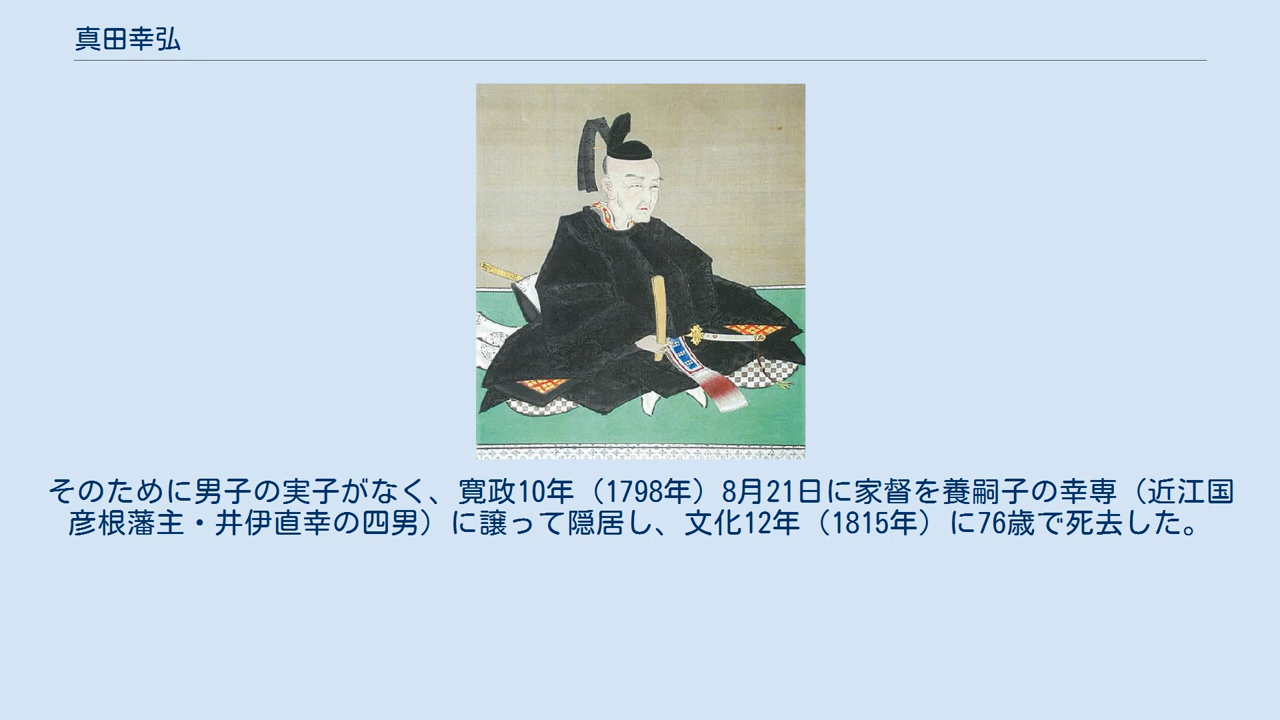 真田幸弘
そのために男子の実子がなく、寛政10年（1798年）8月21日に家督を養嗣子の幸専（近江国
彦根藩主・井伊直幸の四男）に譲って隠居し、文化12年（1815年）に76歳で死去した。